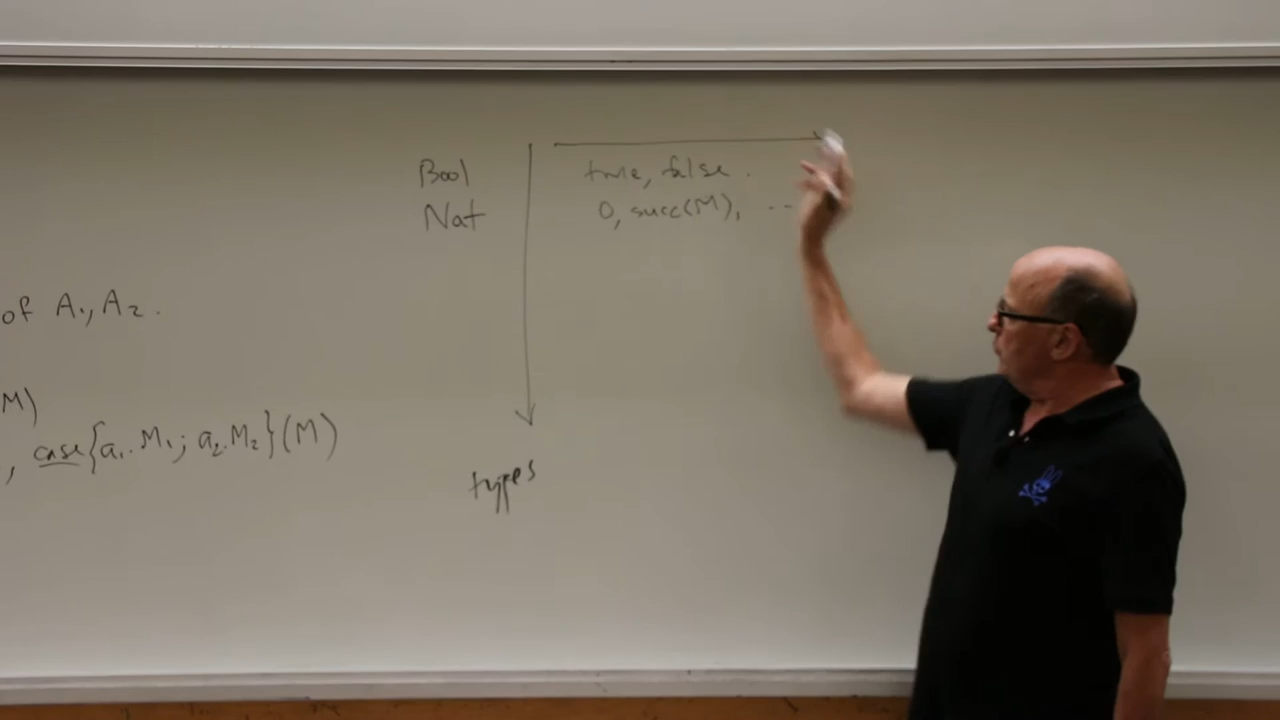 Bool true, false.
Nat 0, succ(M), ...
of A₁, A₂.
M)
, case{a₁.M₁; a₂.M₂}(M)
types